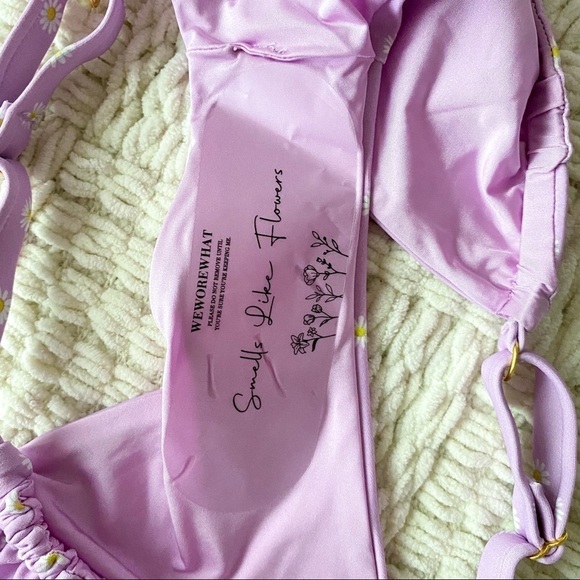 WEWOREWHAT
PLEASE DO NOT REMOVE UNTIL
YOU'RE SURE YOU'RE KEEPING ME.
Smells Like Flowers